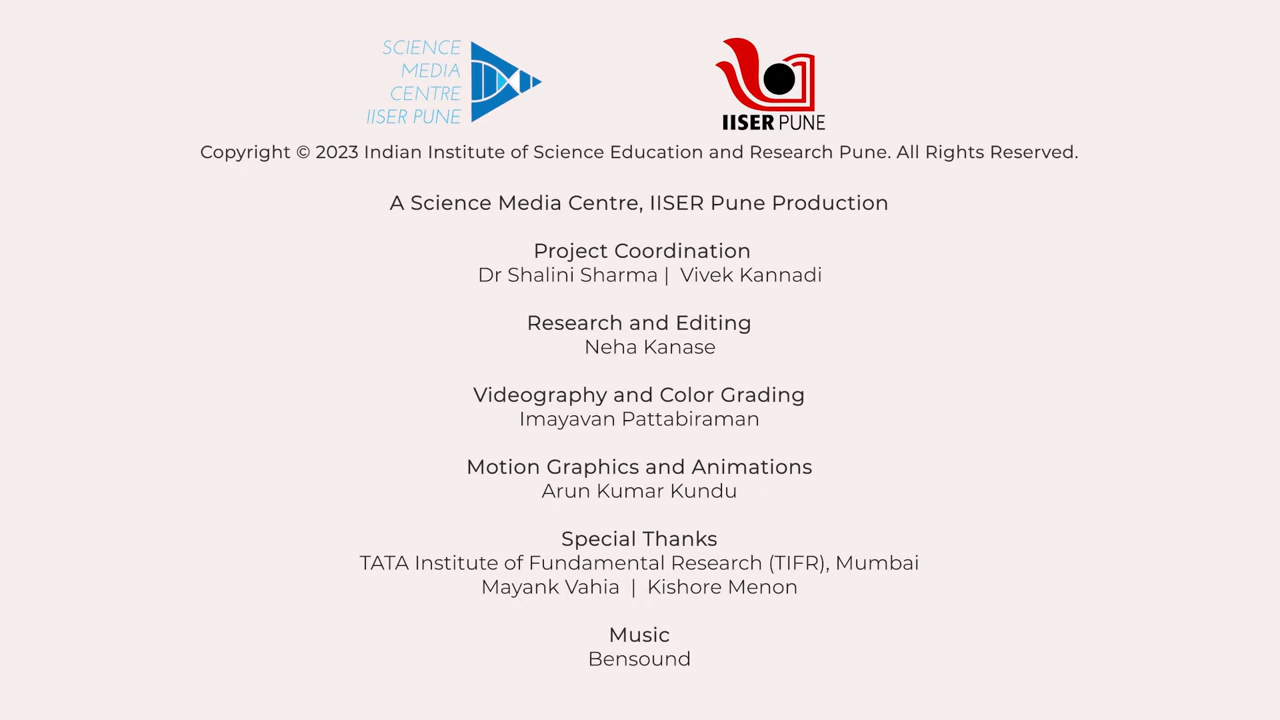 SCIENCE
MEDIA
CENTRE
IISER PUNE
IISER PUNE
Copyright © 2023 Indian Institute of Science Education and Research Pune. All Rights Reserved.
A Science Media Centre, IISER Pune Production
Project Coordination
Dr Shalini Sharma | Vivek Kannadi
Research and Editing
Neha Kanase
Videography and Color Grading
Imayavan Pattabiraman
Motion Graphics and Animations
Arun Kumar Kundu
Special Thanks
TATA Institute of Fundamental Research (TIFR), Mumbai
Mayank Vahia | Kishore Menon
Music
Bensound